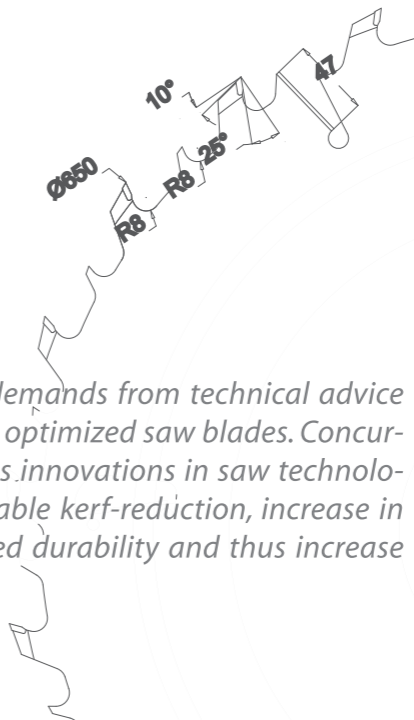 47
10°
25°
Ø650
R8
R8
demands from technical advice
optimized saw blades. Concur-
s innovations in saw technolo-
able kerf-reduction, increase in
ed durability and thus increase